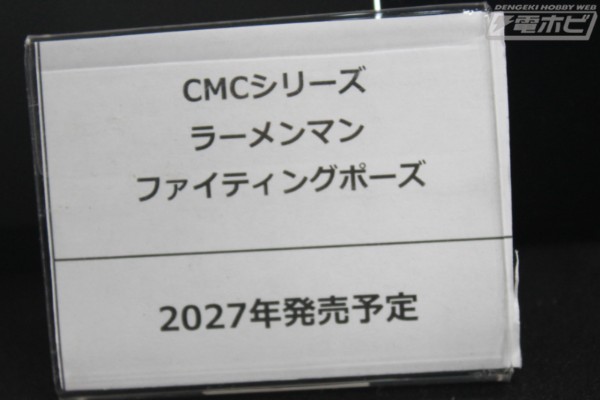 DENGEKI HOBBY WEB
電ホビ
CMCシリーズ
ラーメンマン
ファイティングポーズ
2027年発売予定